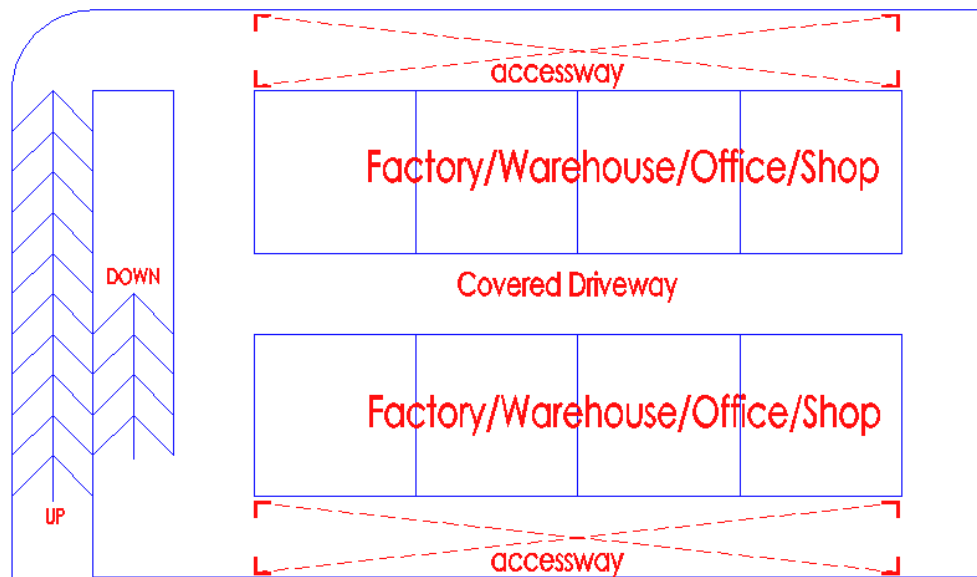 accessway
Factory/Warehouse/Office/Shop
DOWN
Covered Driveway
Factory/Warehouse/Office/Shop
UP
accessway